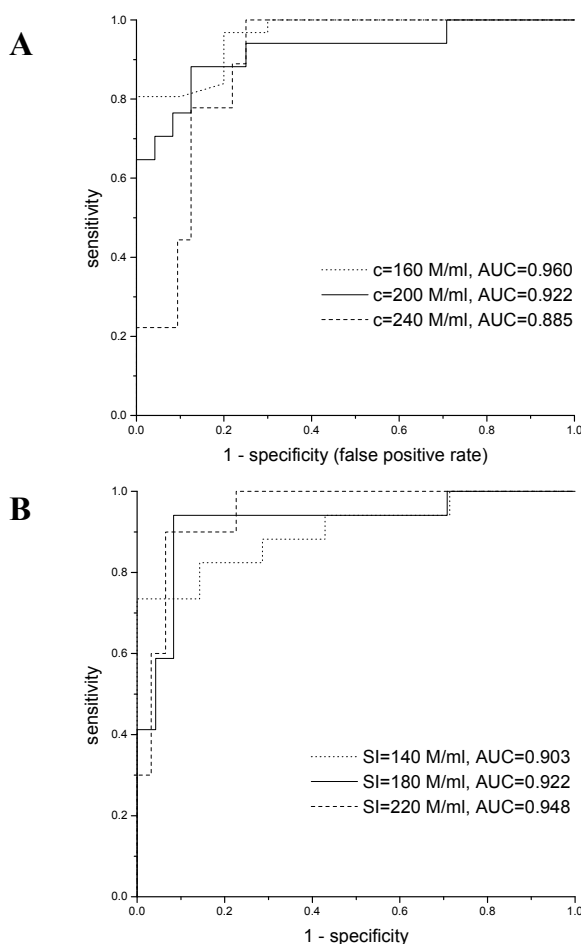 A
1.0
0.8
0.6
0.4
0.2
0.0
sensitivity
c=160 M/ml, AUC=0.960
c=200 M/ml, AUC=0.922
c=240 M/ml, AUC=0.885
0.0 0.2 0.4 0.6 0.8 1.0
1 - specificity (false positive rate)
B
1.0
0.8
0.6
0.4
0.2
0.0
sensitivity
SI=140 M/ml, AUC=0.903
SI=180 M/ml, AUC=0.922
SI=220 M/ml, AUC=0.948
0.0 0.2 0.4 0.6 0.8 1.0
1 - specificity